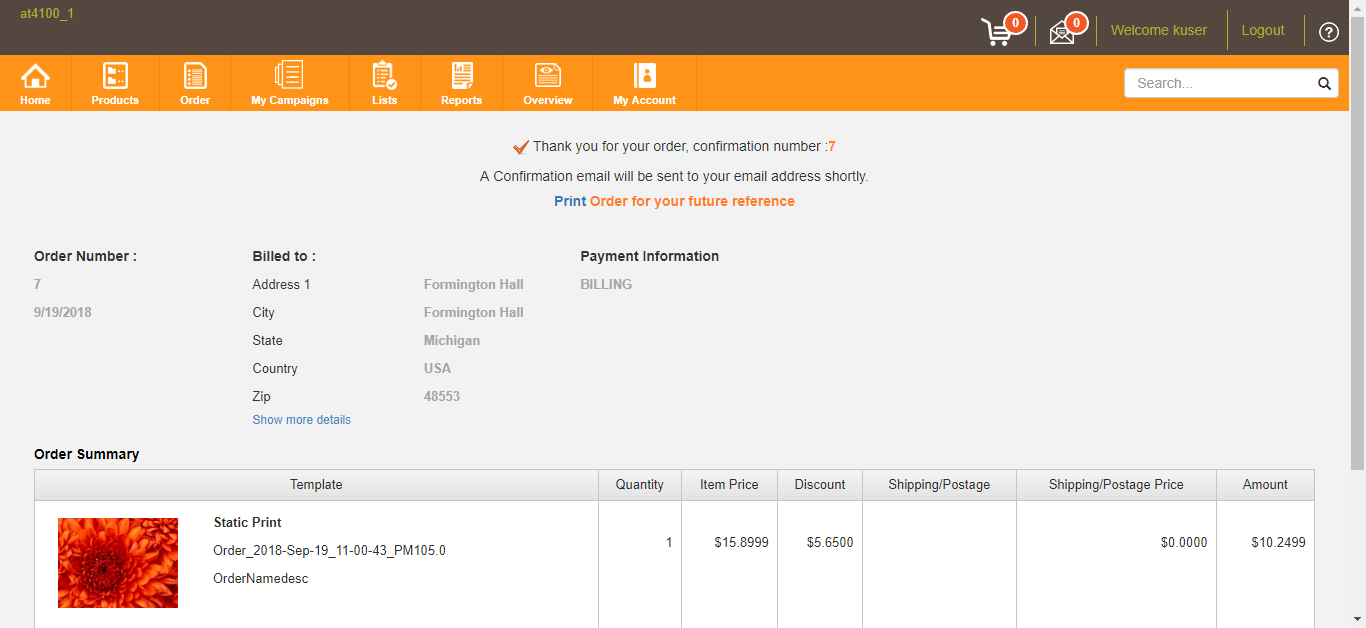 at4100_1
0
0
Welcome kuser
Logout
?
Home
Products
Order
My Campaigns
Lists
Reports
Overview
My Account
Search...
Thank you for your order, confirmation number :7
A Confirmation email will be sent to your email address shortly.
Print Order for your future reference
Order Number :
7
9/19/2018
Billed to :
Address 1 Formington Hall
City Formington Hall
State Michigan
Country USA
Zip 48553
Show more details
Payment Information
BILLING
Order Summary
Template Quantity Item Price Discount Shipping/Postage Shipping/Postage Price Amount
Static Print
Order_2018-Sep-19_11-00-43_PM105.0
OrderNamedesc
1 $15.8999 $5.6500 $0.0000 $10.2499